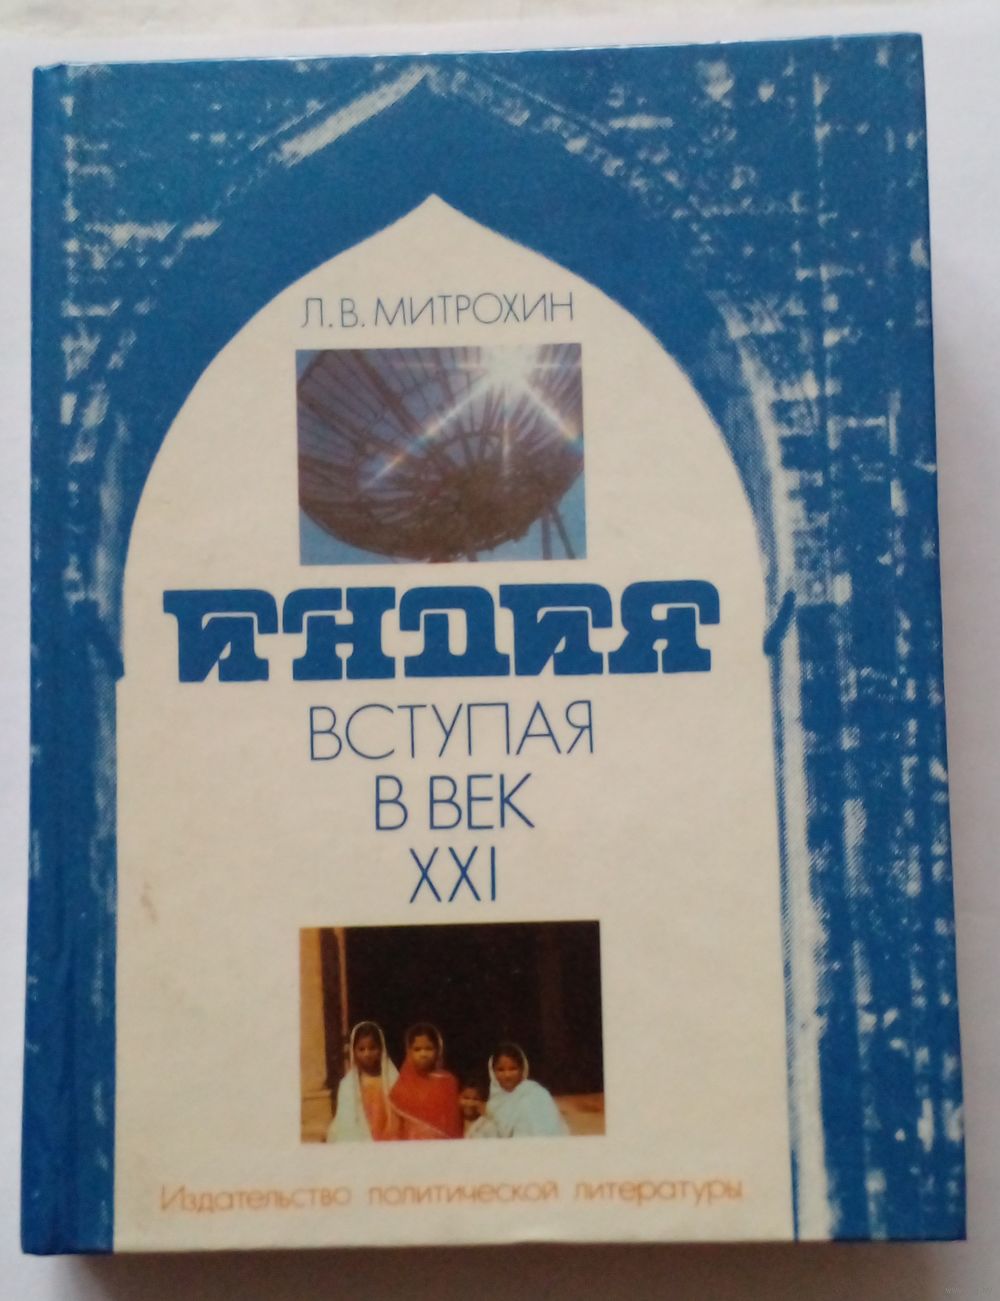 Л. В. МИТРОХИН
ИНДИЯ
ВСТУПАЯ
В ВЕК
XXI
Издательство политической литературы